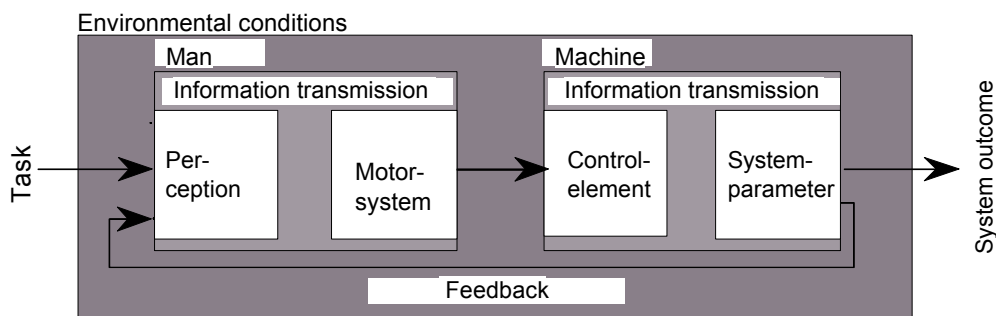 Environmental conditions
Man
Machine
Information transmission
Information transmission
Task
Per-
ception
Motor-
system
Control-
element
System-
parameter
System outcome
Feedback